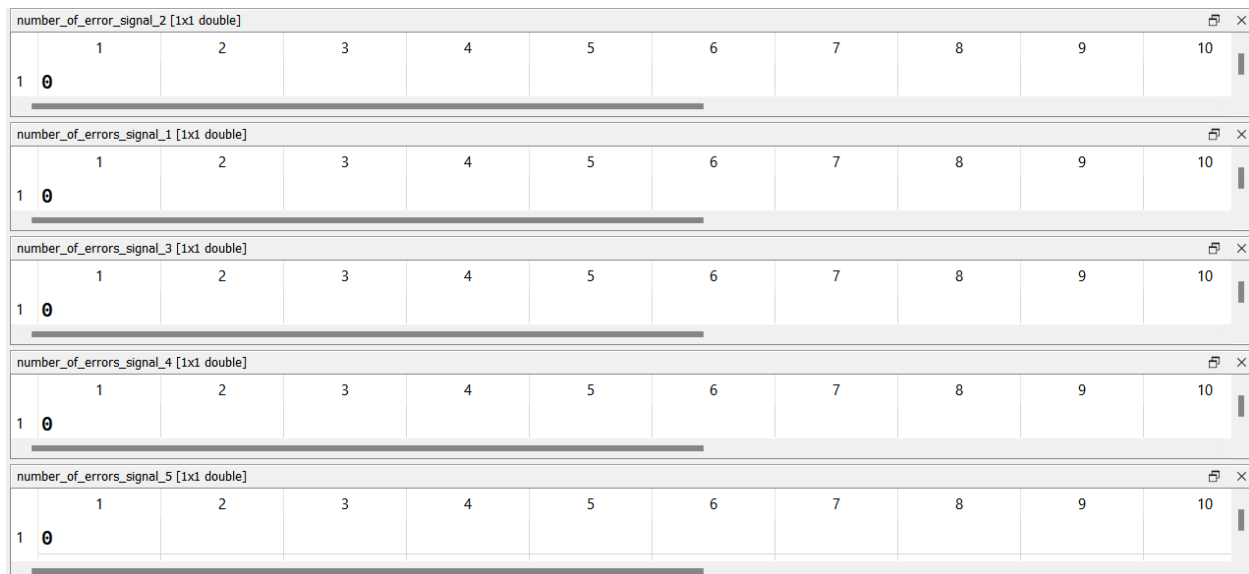 number_of_error_signal_2 [1x1 double]
1 2 3 4 5 6 7 8 9 10
1 0
number_of_errors_signal_1 [1x1 double]
1 2 3 4 5 6 7 8 9 10
1 0
number_of_errors_signal_3 [1x1 double]
1 2 3 4 5 6 7 8 9 10
1 0
number_of_errors_signal_4 [1x1 double]
1 2 3 4 5 6 7 8 9 10
1 0
number_of_errors_signal_5 [1x1 double]
1 2 3 4 5 6 7 8 9 10
1 0